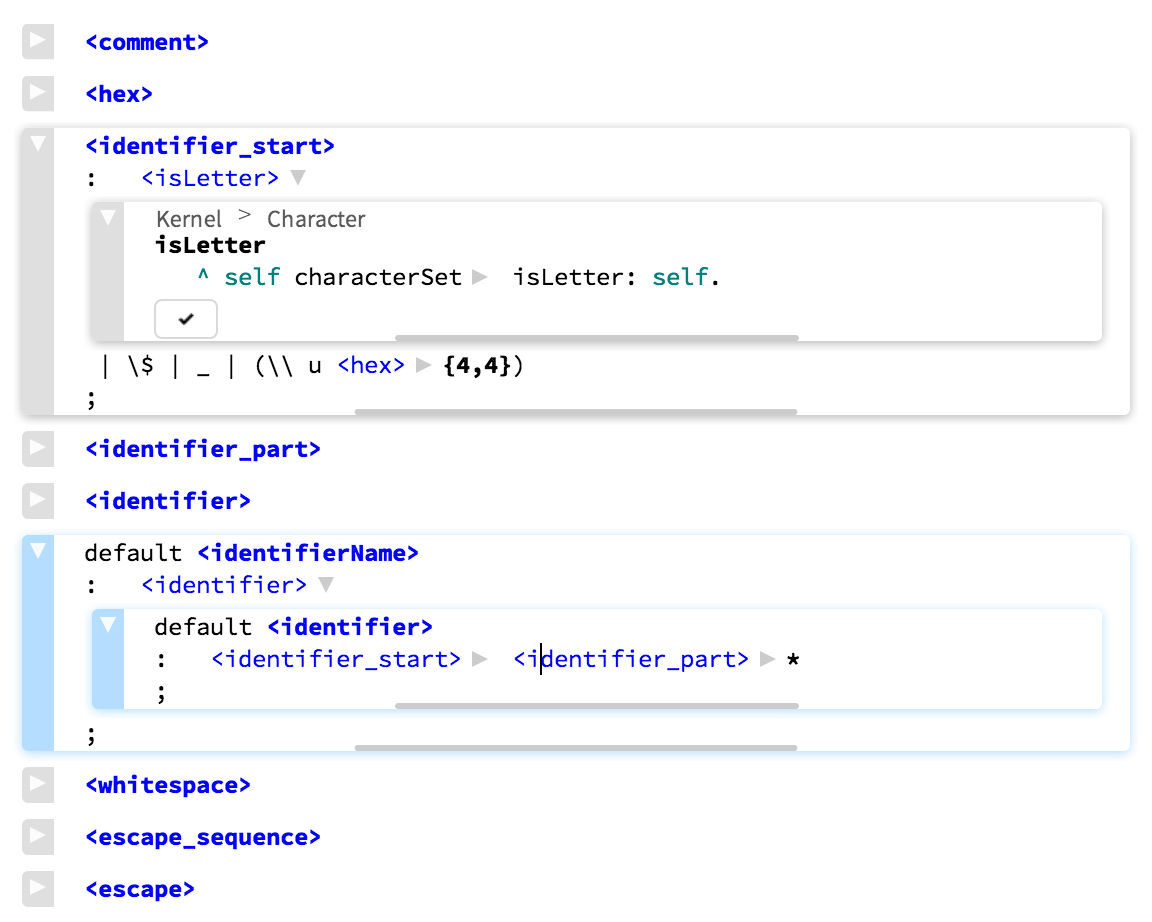 <comment>
<hex>
<identifier_start>
: <isLetter>
Kernel > Character
isLetter
^ self characterSet isLetter: self.
| \$ | _ | (\\ u <hex> {4,4})
;
<identifier_part>
<identifier>
default <identifierName>
: <identifier>
default <identifier>
: <identifier_start> <identifier_part> *
;
;
<whitespace>
<escape_sequence>
<escape>